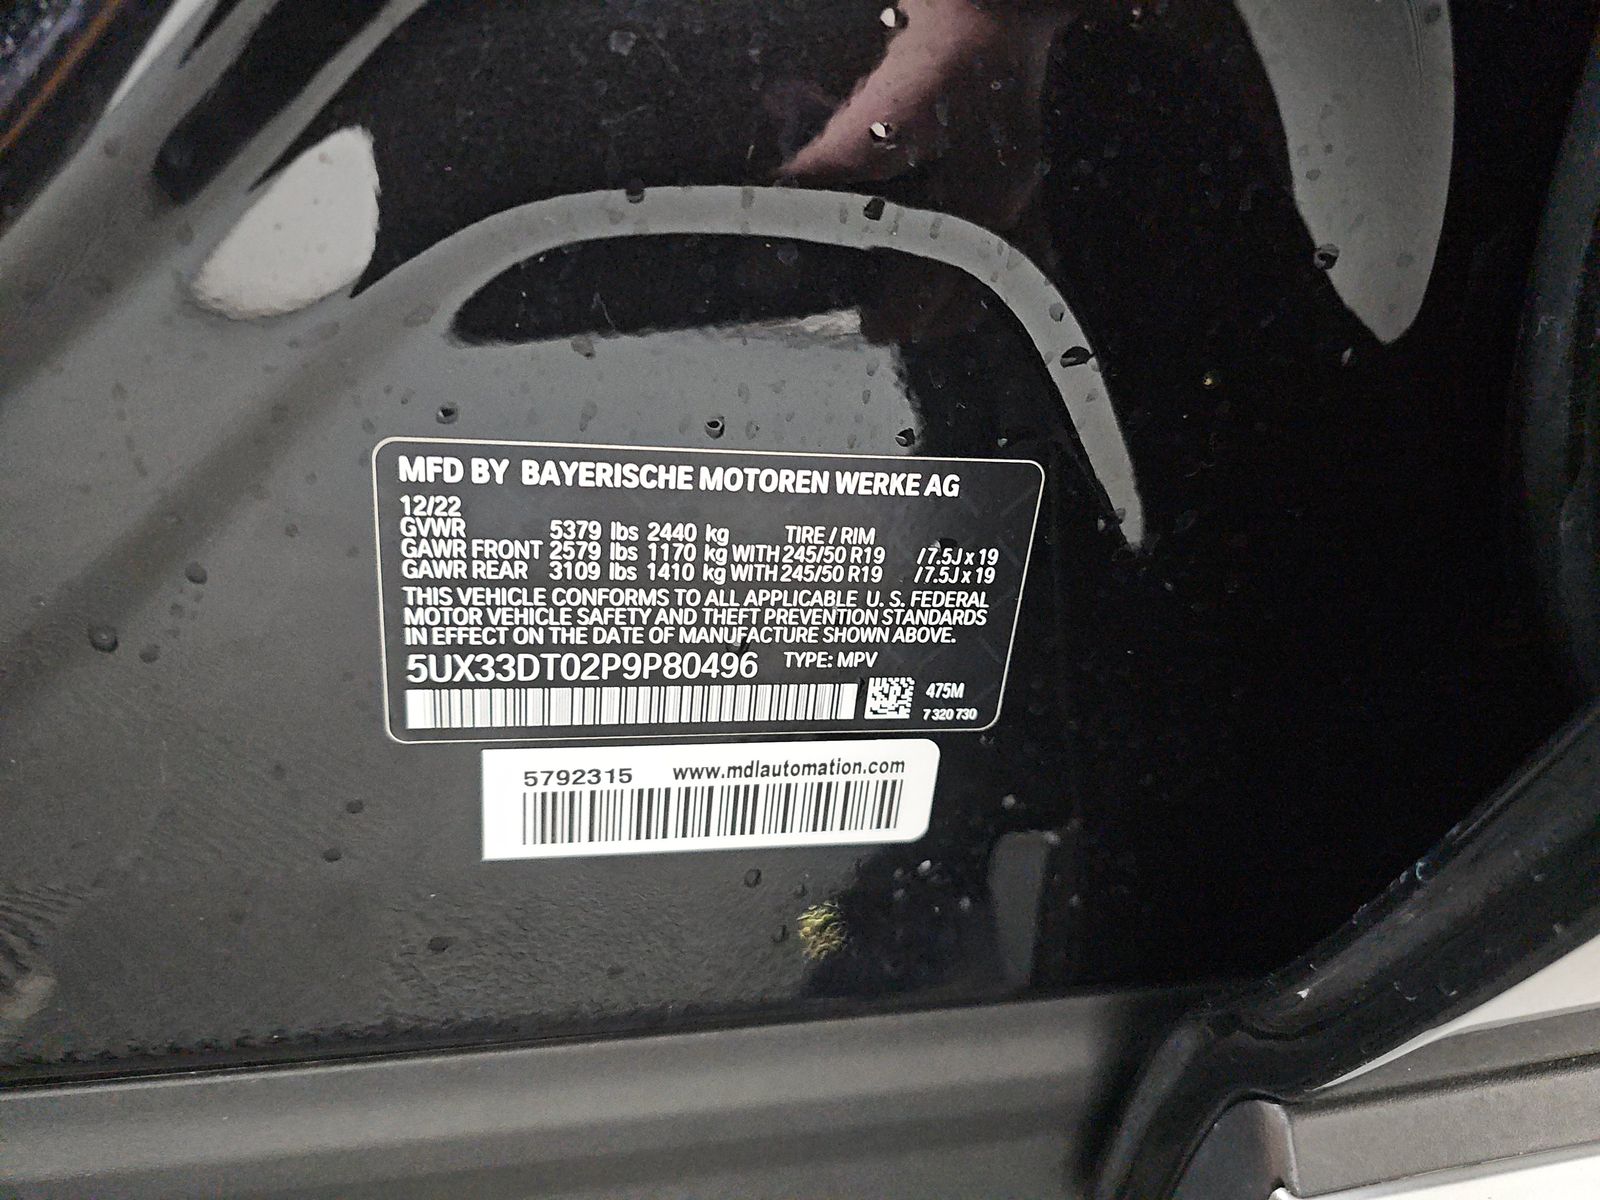 MFD BY BAYERISCHE MOTOREN WERKE AG
12/22
GVWR 5379 lbs 2440 kg TIRE / RIM
GAWR FRONT 2579 lbs 1170 kg WITH 245/50 R19 /7.5J x 19
GAWR REAR 3109 lbs 1410 kg WITH 245/50 R19 /7.5J x 19
THIS VEHICLE CONFORMS TO ALL APPLICABLE U. S. FEDERAL
MOTOR VEHICLE SAFETY AND THEFT PREVENTION STANDARDS
IN EFFECT ON THE DATE OF MANUFACTURE SHOWN ABOVE.
5UX33DT02P9P80496 TYPE: MPV
475M
7 320 730
5792315 www.mdlautomation.com